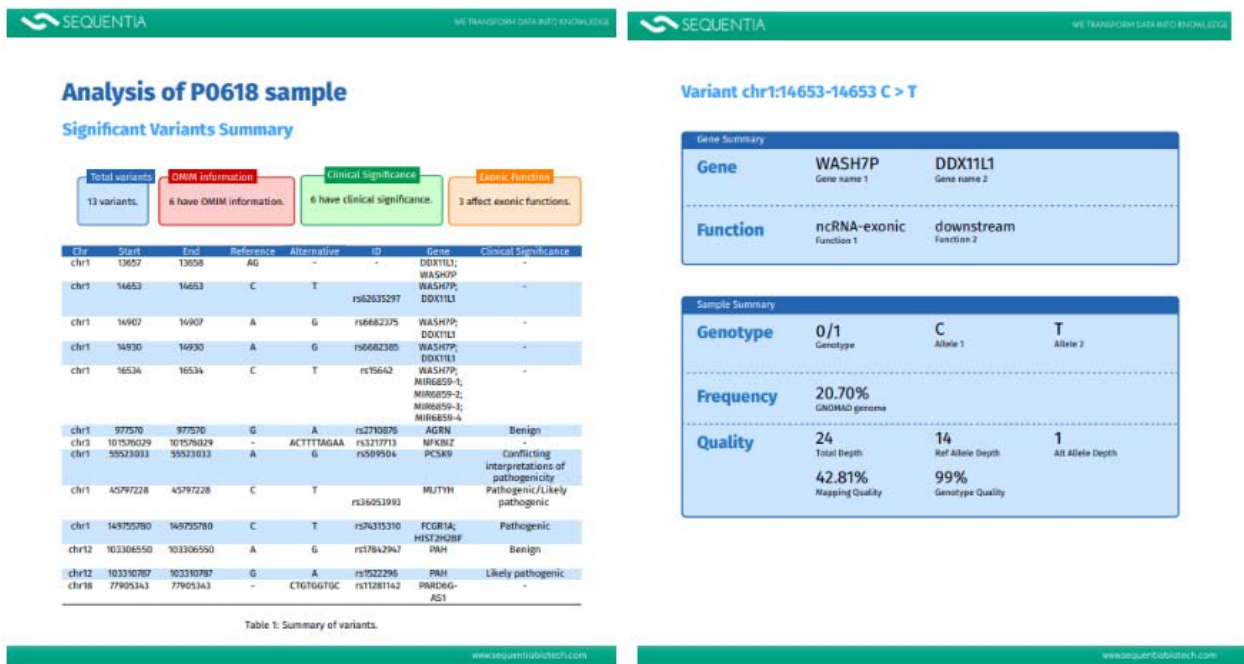 SEQUENTIA
WE TRANSFORM DATA INTO KNOWLEDGE
Analysis of P0618 sample
Significant Variants Summary
Total variants
13 variants.
OMIM information
6 have OMIM information.
Clinical Significance
6 have clinical significance.
Exonic Function
3 affect exonic functions.
Chr Start End Reference Alternative ID Gene Clinical Significance
chr1 13657 13658 AG - - DDX11L1; -
WASH7P
chr1 14653 14653 C T WASH7P; -
rs62635297 DDX11L1
chr1 14907 14907 A G rs6682375 WASH7P; -
DDX11L1
chr1 14930 14930 A G rs6682385 WASH7P; -
DDX11L1
chr1 16534 16534 C T rs15642 WASH7P; -
MIR6859-1;
MIR6859-2;
MIR6859-3;
MIR6859-4
chr1 977570 977570 G A rs2710876 AGRN Benign
chr3 101576029 101576029 - ACTTTTAGAA rs3217713 NFKBIZ -
chr1 55523033 55523033 A G rs509504 PCSK9 Conflicting
interpretations of
pathogenicity
chr1 45797228 45797228 C T MUTYH Pathogenic/Likely
rs36053993 pathogenic
chr1 149755780 149755780 C T rs74315310 FCGR1A; Pathogenic
HIST2H2BF
chr12 103306550 103306550 A G rs17842947 PAH Benign
chr12 103310787 103310787 G A rs1522296 PAH Likely pathogenic
chr18 77905343 77905343 - CTGTGGTGC rs11281142 PARD6G- -
AS1
Table 1: Summary of variants.
www.sequentiabiotech.com
SEQUENTIA
WE TRANSFORM DATA INTO KNOWLEDGE
Variant chr1:14653-14653 C > T
Gene Summary
Gene WASH7P DDX11L1
Gene name 1 Gene name 2
Function ncRNA-exonic downstream
Function 1 Function 2
Sample Summary
Genotype 0/1 C T
Genotype Allele 1 Allele 2
Frequency 20.70%
GNOMAD genome
Quality 24 14 1
Total Depth Ref Allele Depth Alt Allele Depth
42.81% 99%
Mapping Quality Genotype Quality
www.sequentiabiotech.com